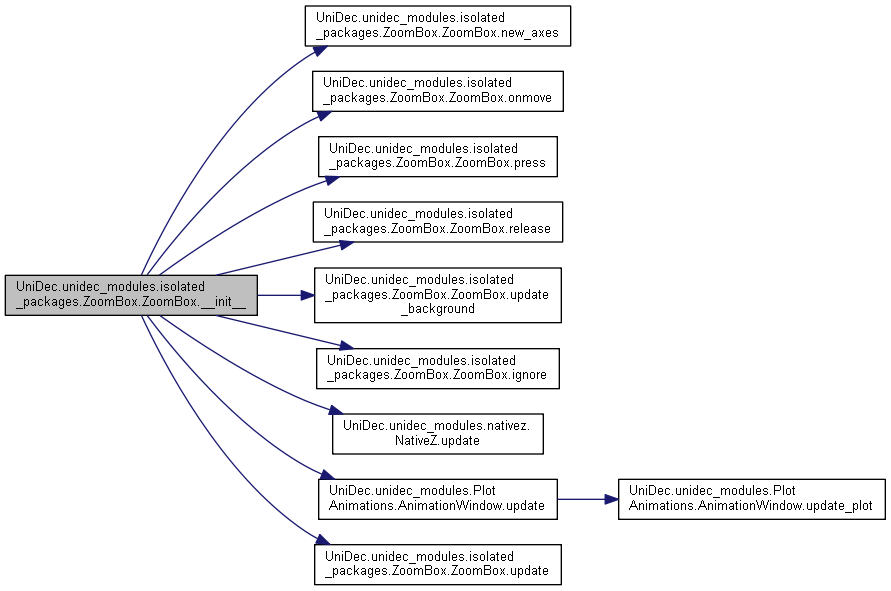 UniDec.unidec_modules.isolated
_packages.ZoomBox.ZoomBox.new_axes
UniDec.unidec_modules.isolated
_packages.ZoomBox.ZoomBox.onmove
UniDec.unidec_modules.isolated
_packages.ZoomBox.ZoomBox.press
UniDec.unidec_modules.isolated
_packages.ZoomBox.ZoomBox.release
UniDec.unidec_modules.isolated
_packages.ZoomBox.ZoomBox.__init__
UniDec.unidec_modules.isolated
_packages.ZoomBox.ZoomBox.update
_background
UniDec.unidec_modules.isolated
_packages.ZoomBox.ZoomBox.ignore
UniDec.unidec_modules.nativez.
NativeZ.update
UniDec.unidec_modules.Plot
Animations.AnimationWindow.update
UniDec.unidec_modules.Plot
Animations.AnimationWindow.update_plot
UniDec.unidec_modules.isolated
_packages.ZoomBox.ZoomBox.update